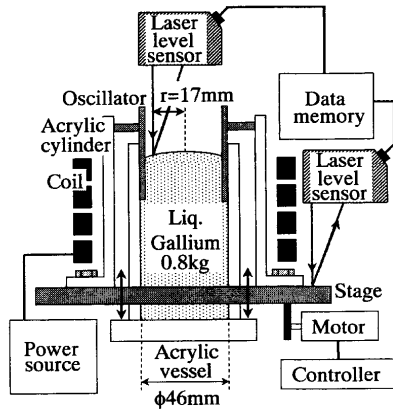 Laser
level
sensor
Oscillator
r=17mm
Acrylic
cylinder
Coil
Data
memory
Laser
level
sensor
Liq.
Gallium
0.8kg
Stage
Motor
Power
source
Acrylic
vessel
Controller
ϕ46mm